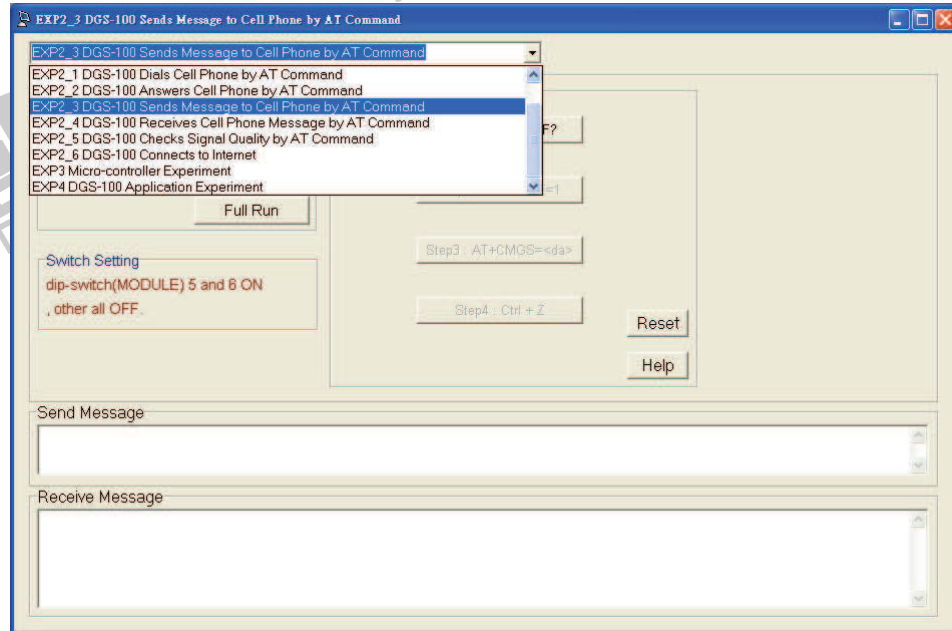 EXP2_3 DGS-100 Sends Message to Cell Phone by AT Command
EXP2_3 DGS-100 Sends Message to Cell Phone by AT Command
EXP2_1 DGS-100 Dials Cell Phone by AT Command
EXP2_2 DGS-100 Answers Cell Phone by AT Command
EXP2_3 DGS-100 Sends Message to Cell Phone by AT Command
EXP2_4 DGS-100 Receives Cell Phone Message by AT Command
EXP2_5 DGS-100 Checks Signal Quality by AT Command
EXP2_6 DGS-100 Connects to Internet
EXP3 Micro-controller Experiment
EXP4 DGS-100 Application Experiment
F?
=1
Full Run
Step3 : AT+CMGS=<da>
Switch Setting
dip-switch(MODULE) 5 and 6 ON
, other all OFF.
Step4 : Ctrl + Z
Reset
Help
Send Message
Receive Message